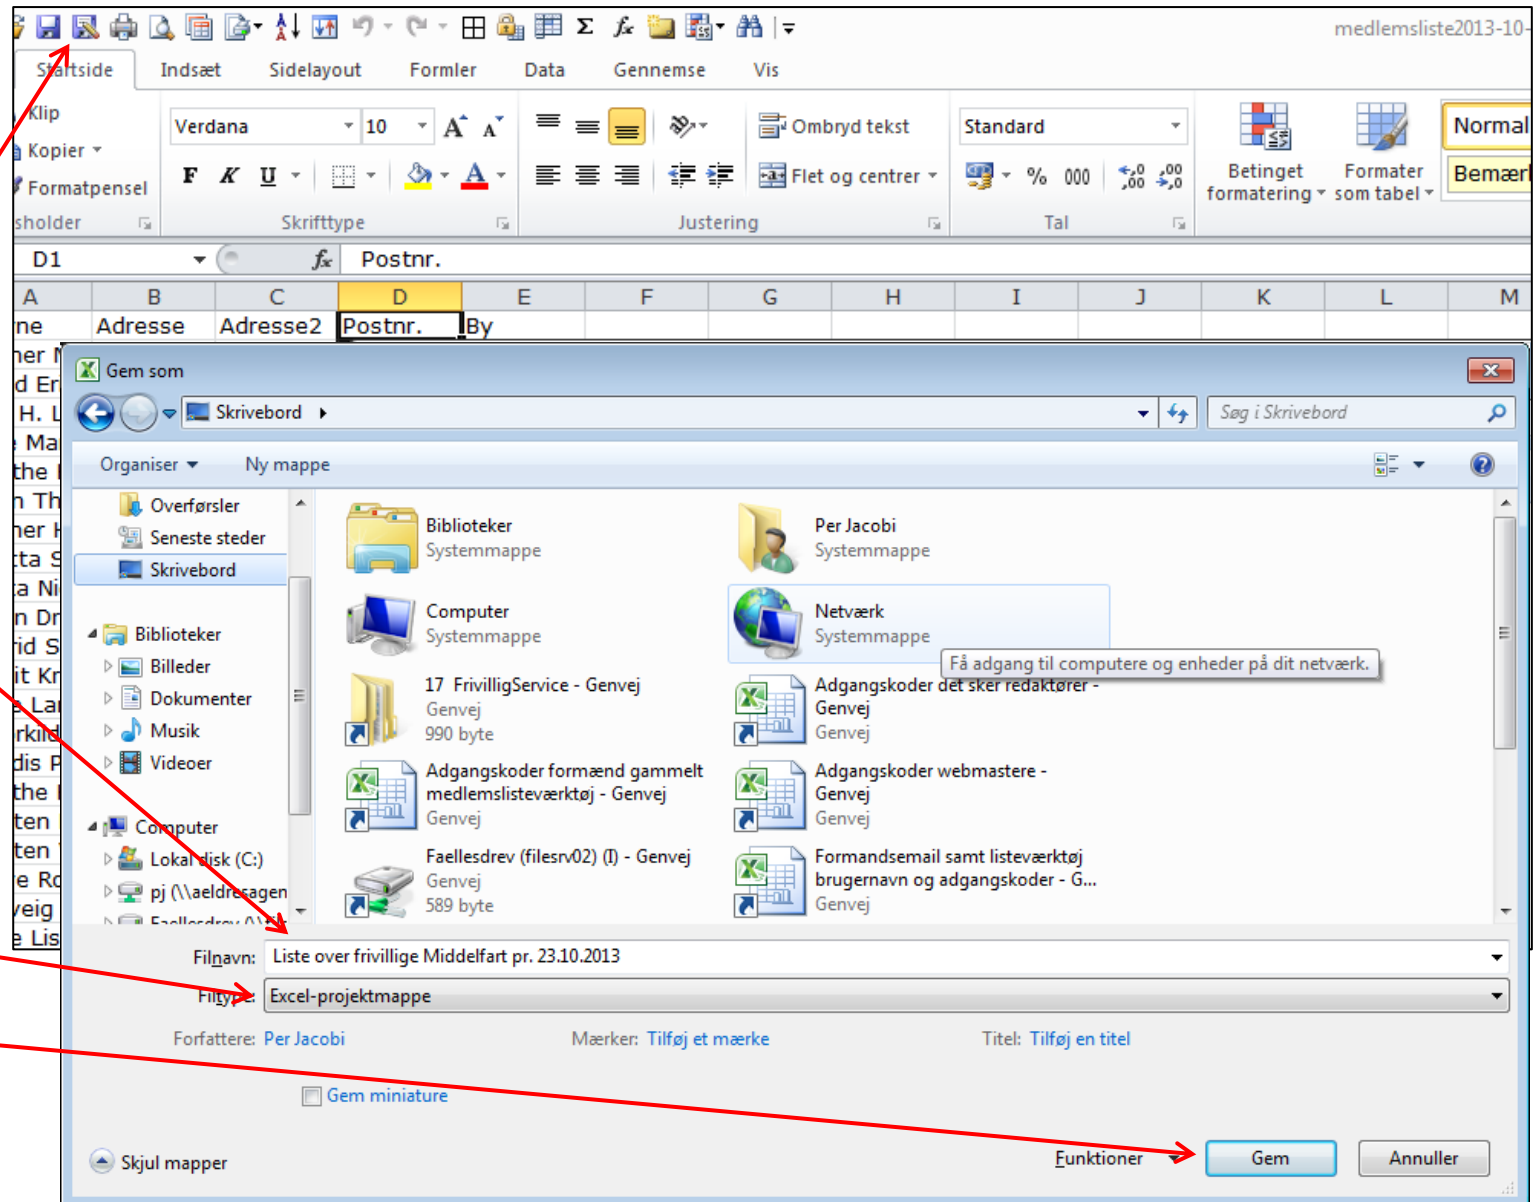 medlemsliste2013-10-
Startside Indsæt Sidelayout Formler Data Gennemse Vis
Klip
Kopier
Formatpensel
Verdana 10 A A
F K U A
Ombryd tekst
Flet og centrer
Standard
% 000 ,00 ,00
Betinget formatering
Formater som tabel
Normal
Skrifttype Justering Tal
D1 fx Postnr.
A B C D E F G H I J K L M
Adresse Adresse2 Postnr. By
Gem som
Skrivebord
Søg i Skrivebord
Organiser Ny mappe
Overførsler
Seneste steder
Skrivebord
Biblioteker
Billeder
Dokumenter
Musik
Videoer
Computer
Lokal disk (C:)
pj (\\aeldresagen
Biblioteker
Systemmappe
Per Jacobi
Systemmappe
Computer
Systemmappe
Netværk
Systemmappe
Få adgang til computere og enheder på dit netværk.
17 FrivilligService - Genvej
Genvej
990 byte
Adgangskoder det sker redaktører -
Genvej
Genvej
Adgangskoder formænd gammelt
medlemslisteværktøj - Genvej
Genvej
Adgangskoder webmastere -
Genvej
Genvej
Faellesdrev (filesrv02) (I) - Genvej
Genvej
589 byte
Formandsemail samt listeværktøj
brugernavn og adgangskoder - G...
Genvej
Filnavn: Liste over frivillige Middelfart pr. 23.10.2013
Filtype: Excel-projektmappe
Forfattere: Per Jacobi Mærker: Tilføj et mærke Titel: Tilføj en titel
Gem miniature
Skjul mapper Funktioner Gem Annuller